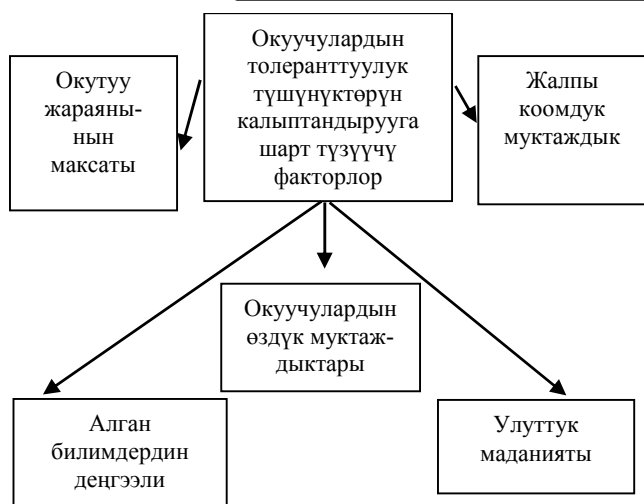 Окуучулардын
толеранттуулук
түшүнүктөрүн
калыптандырууга
шарт түзүүчү
факторлор
Окутуу
жараяны-
нын
максаты
Жалпы
коомдук
муктаждык
Окуучулардын
өздүк муктаж-
дыктары
Алган
билимдердин
деңгээли
Улуттук
маданияты